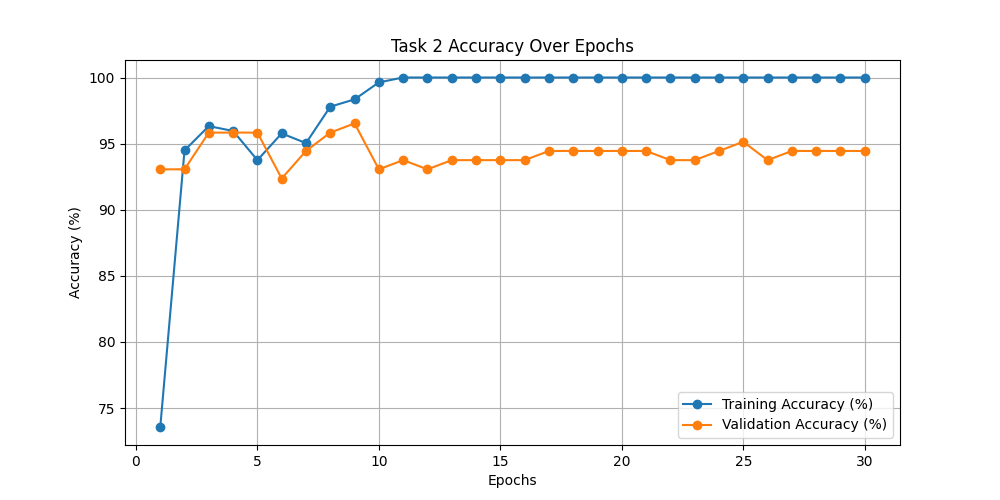 Task 2 Accuracy Over Epochs
100
95
90
85
80
75
Accuracy (%)
0 5 10 15 20 25 30
Epochs
Training Accuracy (%)
Validation Accuracy (%)